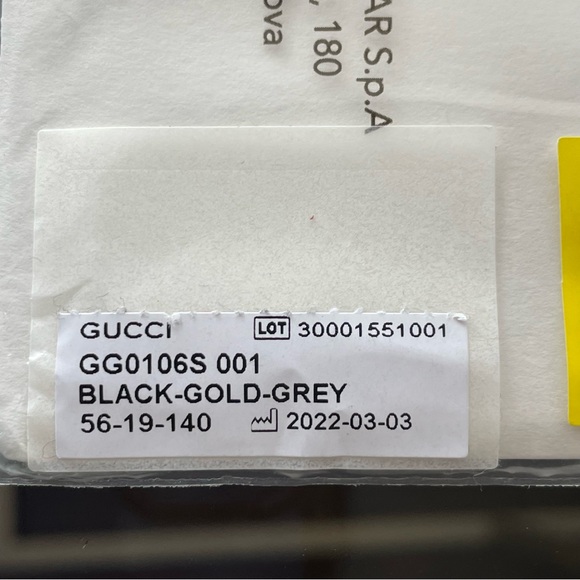 AR S.p.A
, 180
ova
GUCCI LOT 30001551001
GG0106S 001
BLACK-GOLD-GREY
56-19-140 2022-03-03